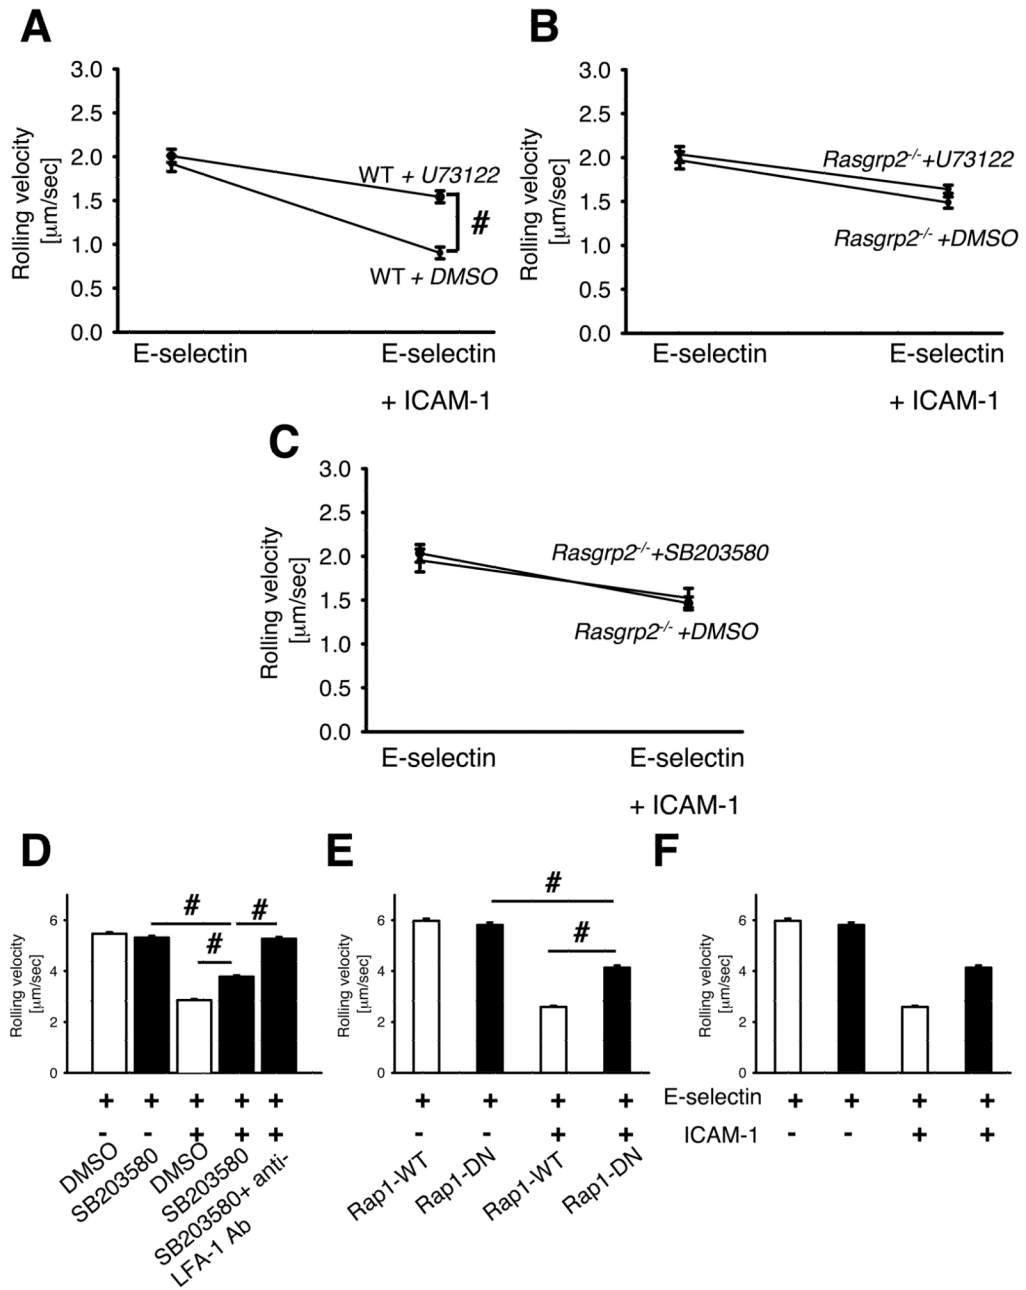 A
B
3.0
2.5
2.0
1.5
1.0
0.5
0.0
Rolling velocity
[µm/sec]
WT + U73122
#
WT + DMSO
E-selectin
E-selectin
+ ICAM-1
3.0
2.5
2.0
1.5
1.0
0.5
0.0
Rolling velocity
[µm/sec]
Rasgrp2-/-+U73122
Rasgrp2-/- +DMSO
E-selectin
E-selectin
+ ICAM-1
C
3.0
2.5
2.0
1.5
1.0
0.5
0.0
Rolling velocity
[µm/sec]
Rasgrp2-/-+SB203580
Rasgrp2-/- +DMSO
E-selectin
E-selectin
+ ICAM-1
D
E
F
6
4
2
0
Rolling velocity
[µm/sec]
# #
#
+ + + + +
- - + + +
DMSO
SB203580
DMSO
SB203580
SB203580+ anti-
LFA-1 Ab
6
4
2
0
Rolling velocity
[µm/sec]
#
#
+ + + +
- - + +
Rap1-WT
Rap1-DN
Rap1-WT
Rap1-DN
6
4
2
0
Rolling velocity
[µm/sec]
E-selectin + + + +
ICAM-1 - - + +